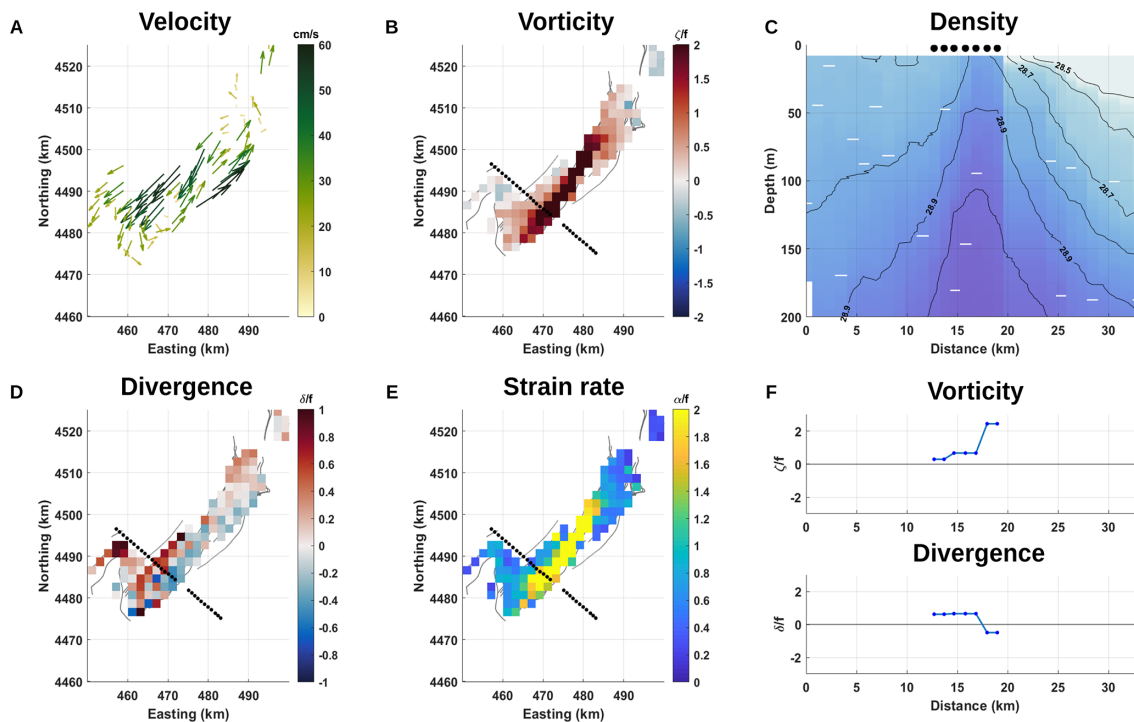 A Velocity
cm/s
4520
4510
4500
4490
4480
4470
4460
460 470 480 490
Northing (km)
Easting (km)
60
50
40
30
20
10
0
B Vorticity
ζ/f
4520
4510
4500
4490
4480
4470
4460
460 470 480 490
Northing (km)
Easting (km)
2
1.5
1
0.5
0
-0.5
-1
-1.5
-2
C Density
0
50
100
150
200
Depth (m)
28.5
28.7
28.9
28.7
28.9
28.9
28.9
0 5 10 15 20 25 30
Distance (km)
D Divergence
δ/f
4520
4510
4500
4490
4480
4470
4460
460 470 480 490
Northing (km)
Easting (km)
1
0.8
0.6
0.4
0.2
0
-0.2
-0.4
-0.6
-0.8
-1
E Strain rate
α/f
4520
4510
4500
4490
4480
4470
4460
460 470 480 490
Northing (km)
Easting (km)
2
1.8
1.6
1.4
1.2
1
0.8
0.6
0.4
0.2
0
F Vorticity
2
0
-2
ζ/f
0 5 10 15 20 25 30
Divergence
2
0
-2
δ/f
0 5 10 15 20 25 30
Distance (km)